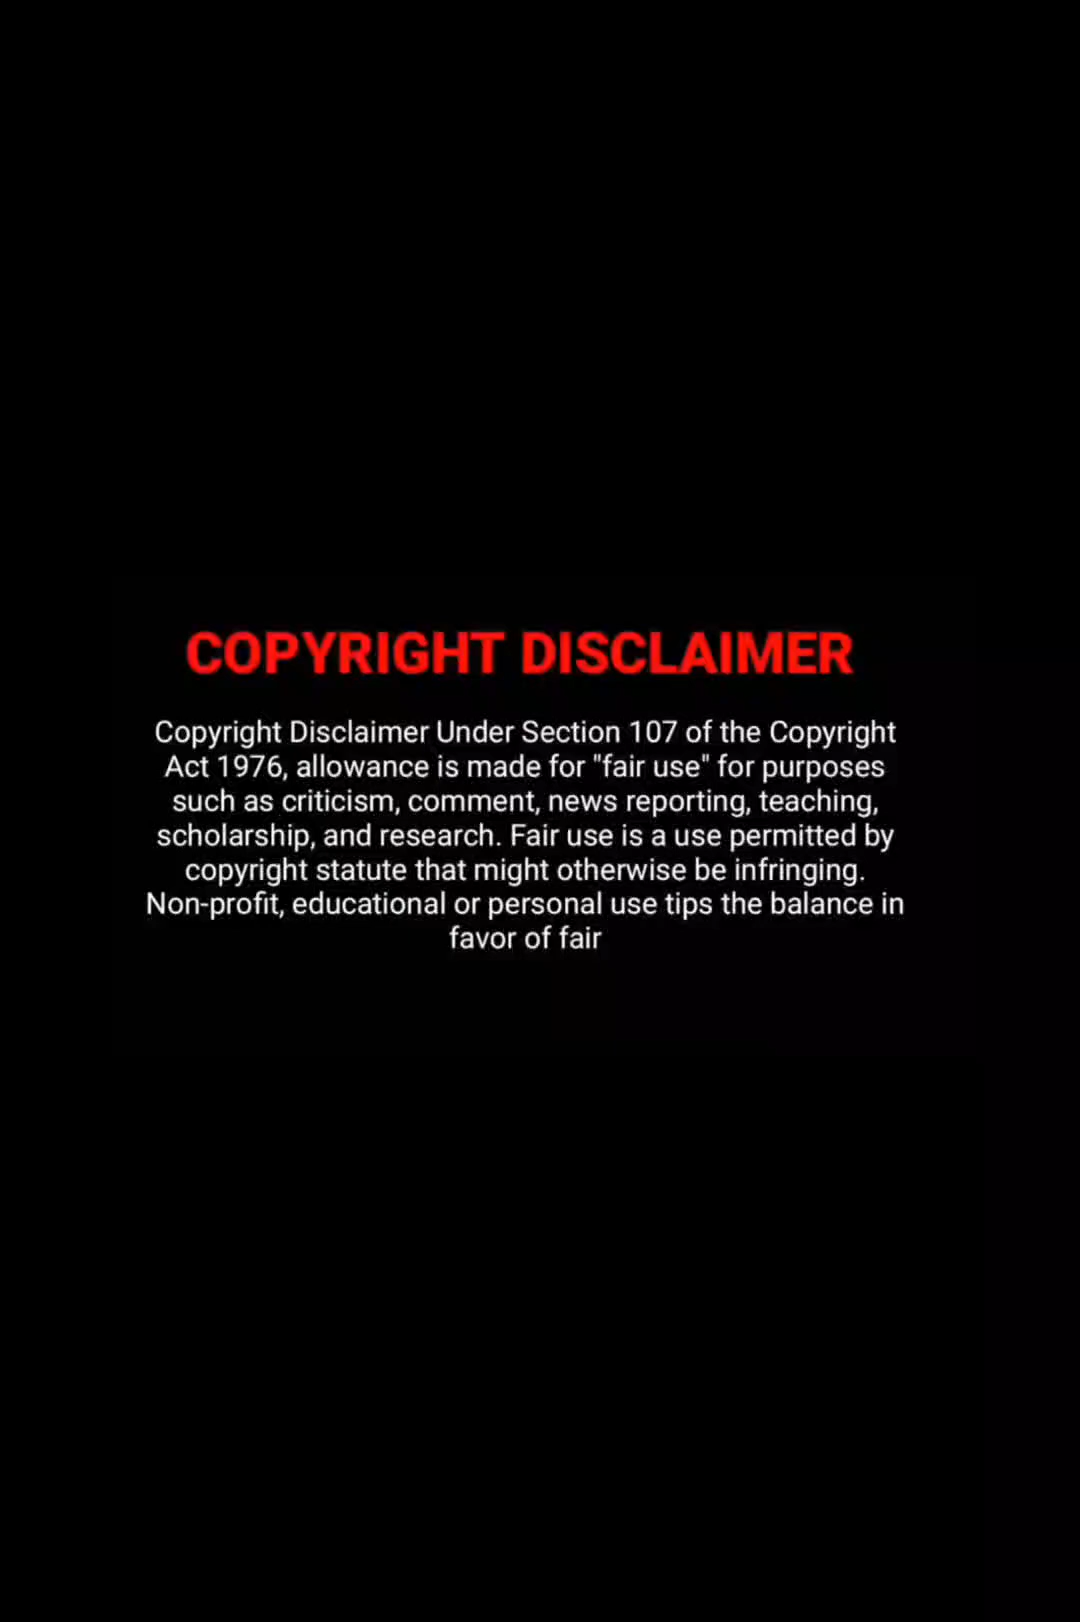 COPYRIGHT DISCLAIMER
Copyright Disclaimer Under Section 107 of the Copyright
Act 1976, allowance is made for "fair use" for purposes
such as criticism, comment, news reporting, teaching,
scholarship, and research. Fair use is a use permitted by
copyright statute that might otherwise be infringing.
Non-profit, educational or personal use tips the balance in
favor of fair